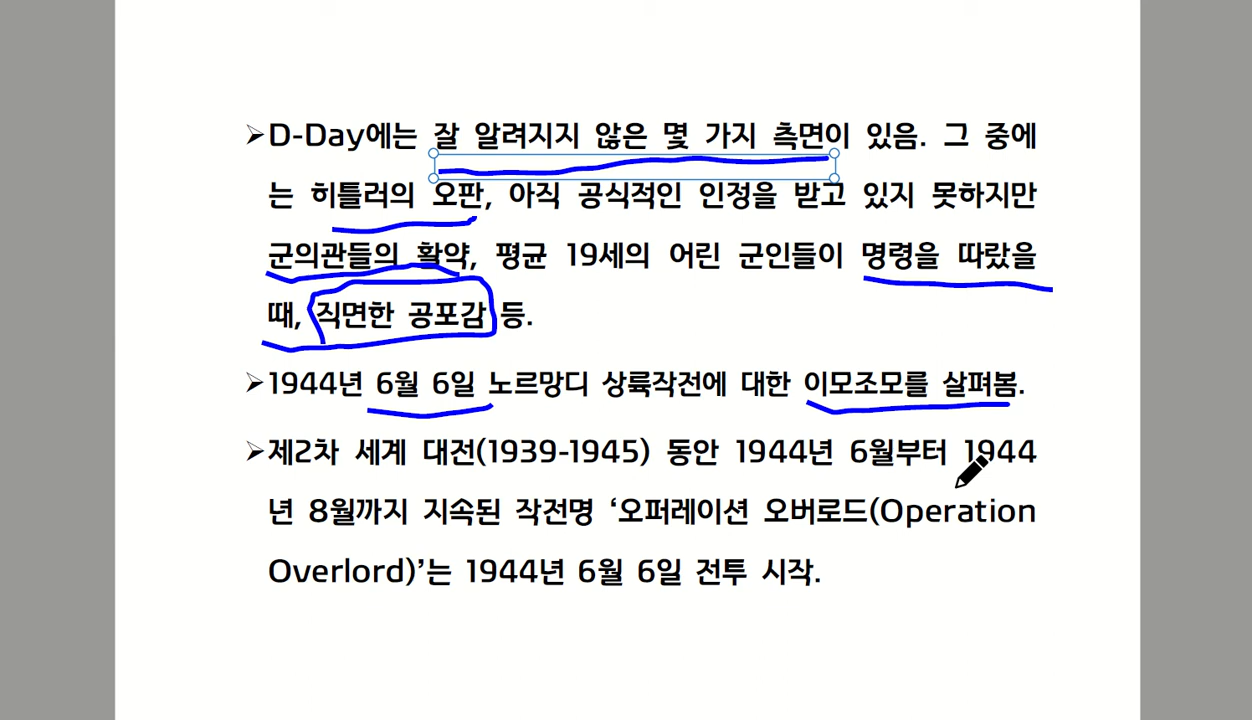 ➢D-Day에는 잘 알려지지 않은 몇 가지 측면이 있음. 그 중에
는 히틀러의 오판, 아직 공식적인 인정을 받고 있지 못하지만
군의관들의 확약, 평균 19세의 어린 군인들이 명령을 따랐을
때, 직면한 공포감 등.
➢1944년 6월 6일 노르망디 상륙작전에 대한 이모조모를 살펴봄.
➢제2차 세계 대전(1939-1945) 동안 1944년 6월부터 1944
년 8월까지 지속된 작전명 ‘오퍼레이션 오버로드(Operation
Overlord)’는 1944년 6월 6일 전투 시작.